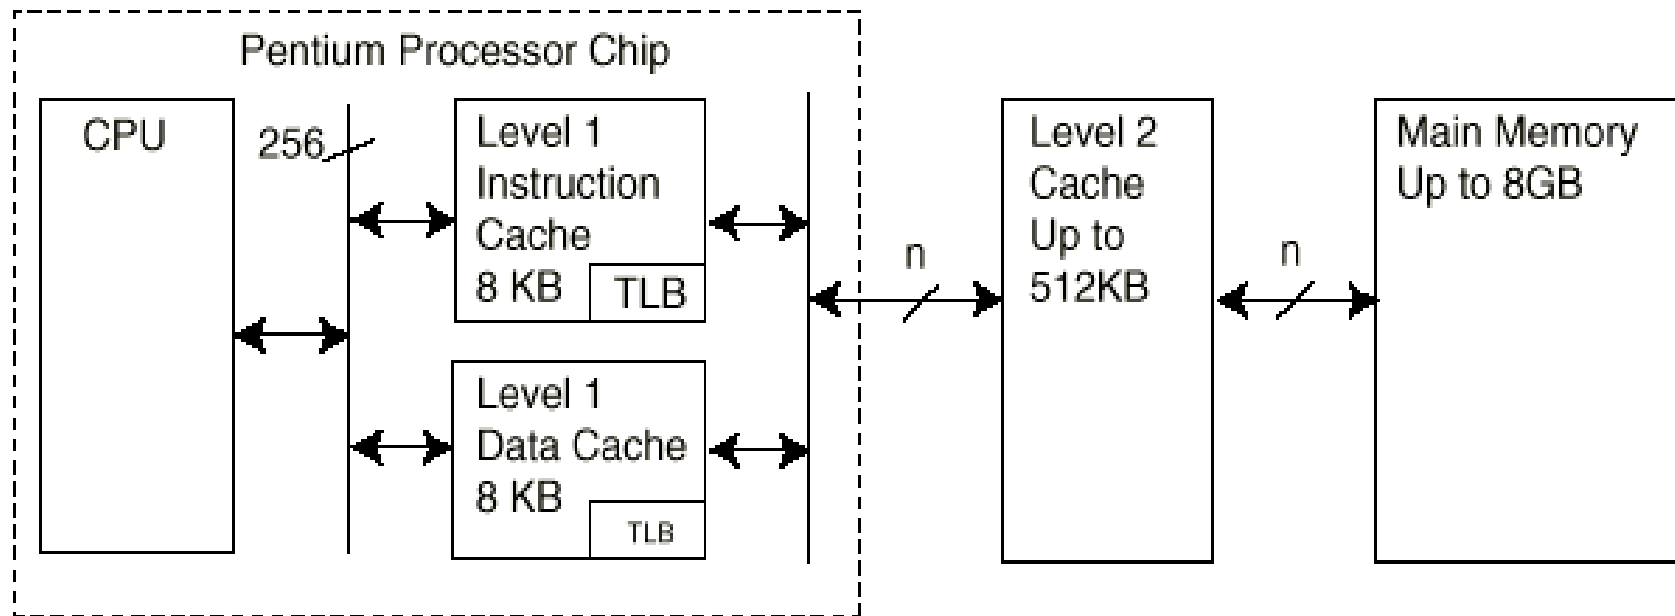 Pentium Processor Chip
CPU
256
Level 1
Instruction
Cache
8 KB
TLB
Level 1
Data Cache
8 KB
TLB
n
Level 2
Cache
Up to
512KB
n
Main Memory
Up to 8GB